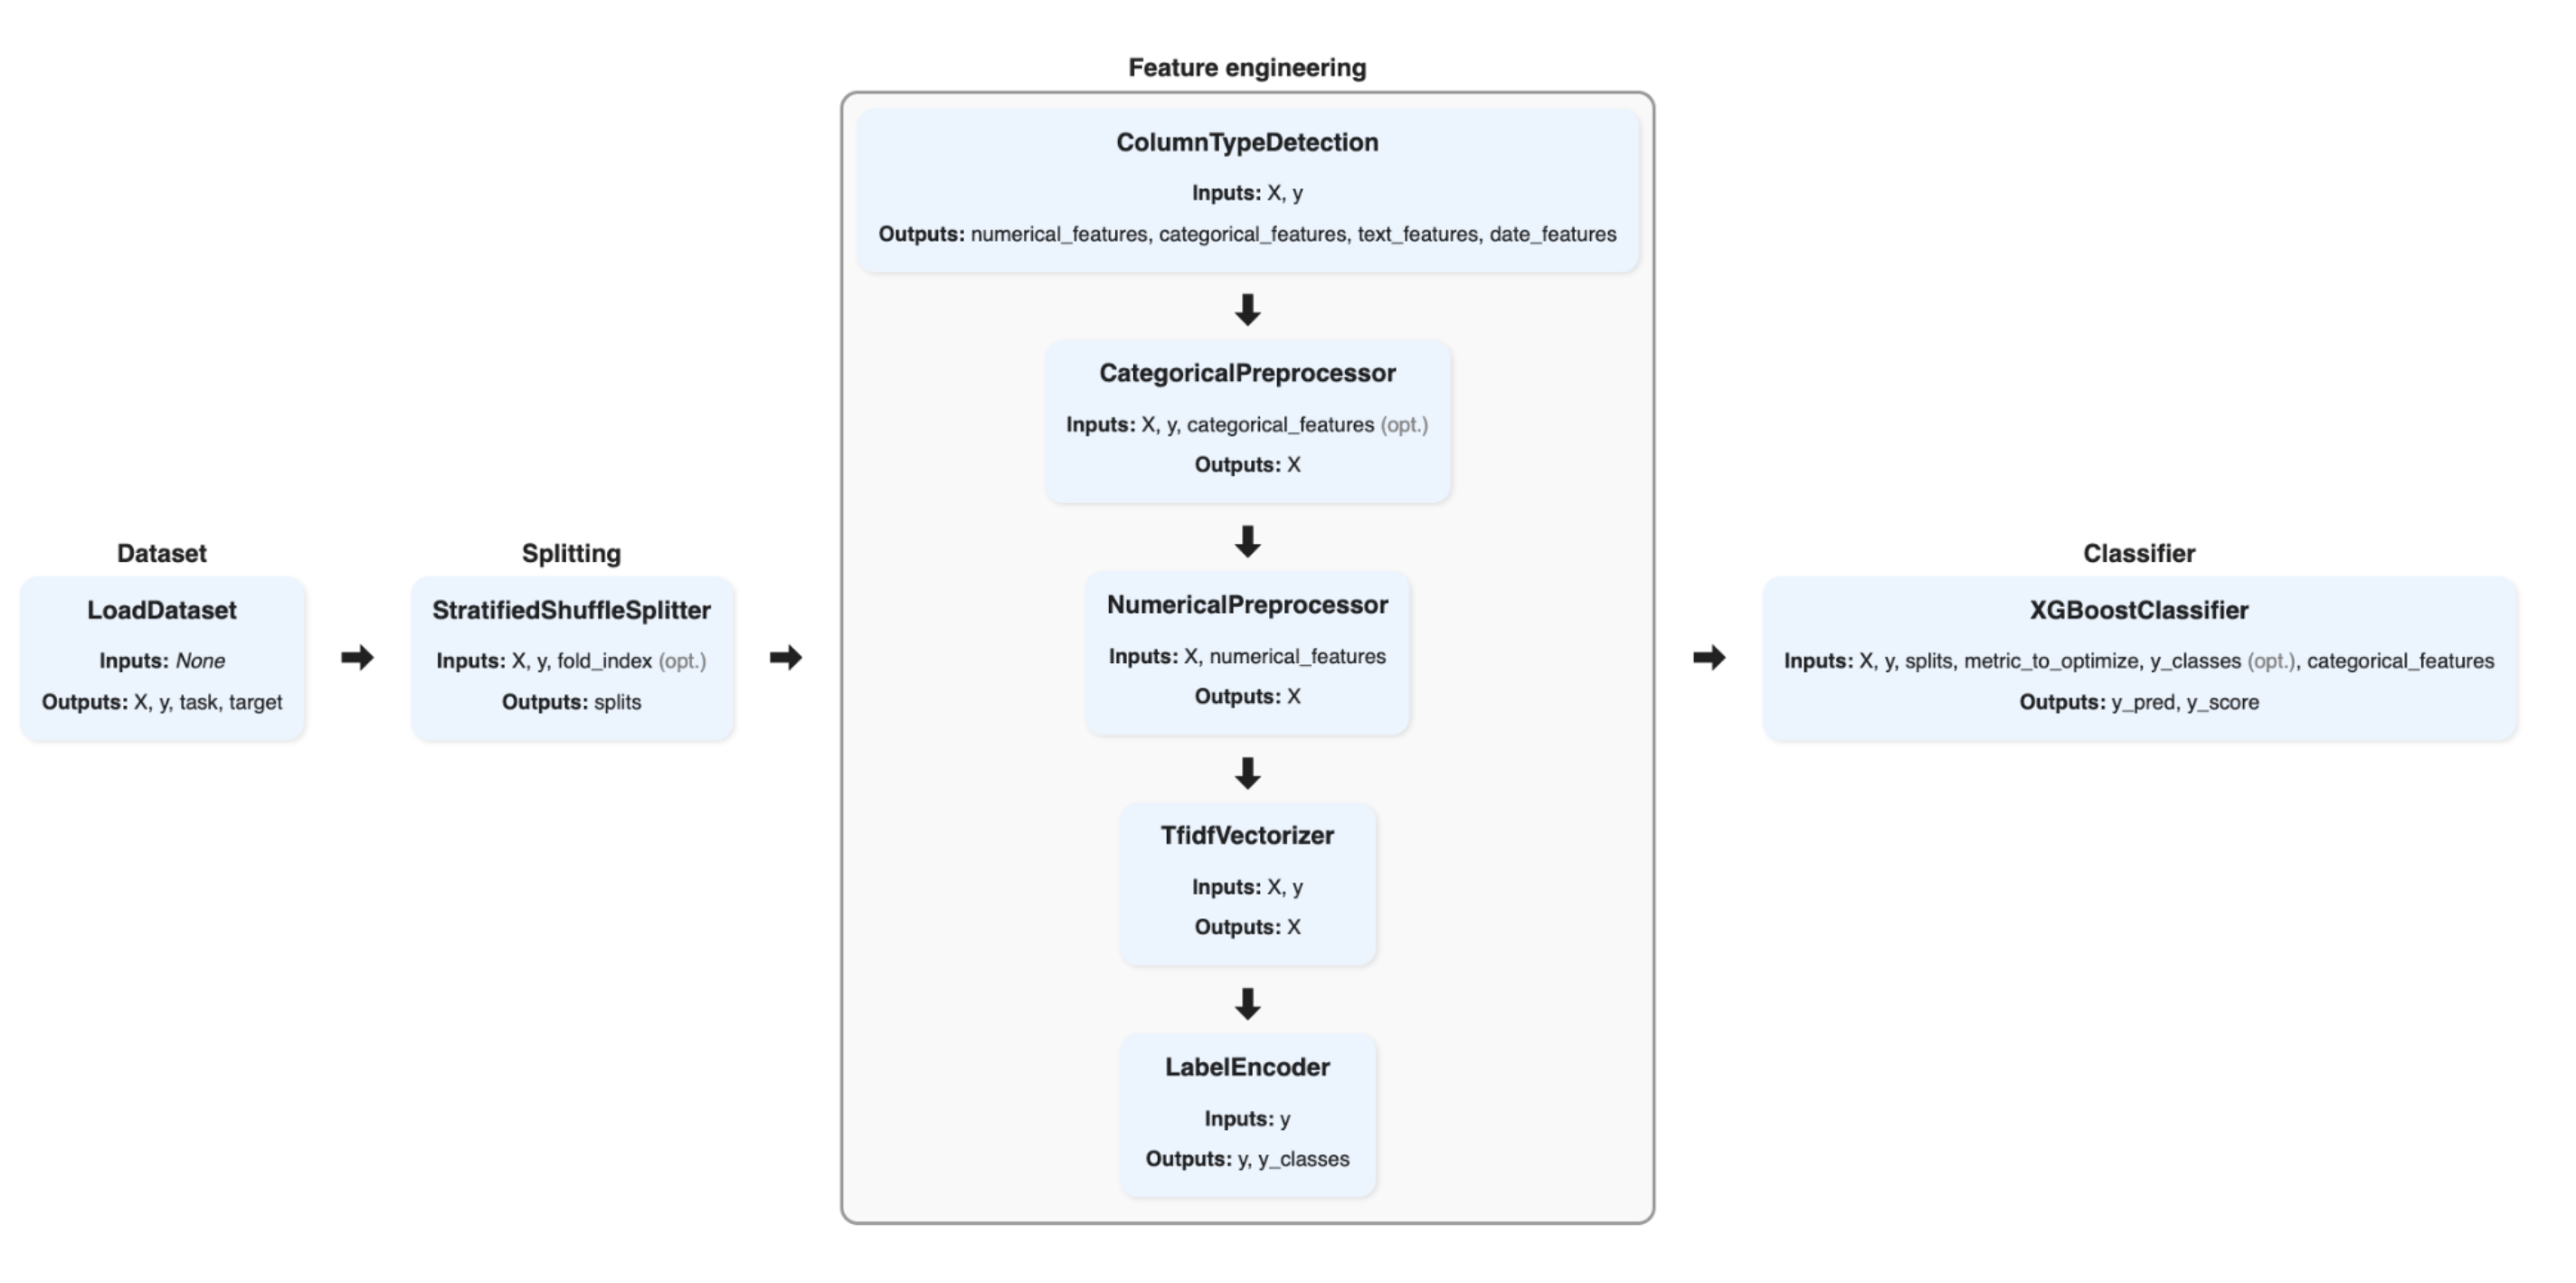 Dataset
LoadDataset
Inputs: None
Outputs: X, y, task, target
Splitting
StratifiedShuffleSplitter
Inputs: X, y, fold_index (opt.)
Outputs: splits
Feature engineering
ColumnTypeDetection
Inputs: X, y
Outputs: numerical_features, categorical_features, text_features, date_features
CategoricalPreprocessor
Inputs: X, y, categorical_features (opt.)
Outputs: X
NumericalPreprocessor
Inputs: X, numerical_features
Outputs: X
TfidfVectorizer
Inputs: X, y
Outputs: X
LabelEncoder
Inputs: y
Outputs: y, y_classes
Classifier
XGBoostClassifier
Inputs: X, y, splits, metric_to_optimize, y_classes (opt.), categorical_features
Outputs: y_pred, y_score